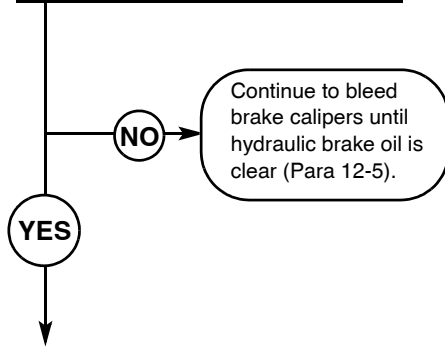 NO
Continue to bleed
brake calipers until
hydraulic brake oil is
clear (Para 12-5).
YES